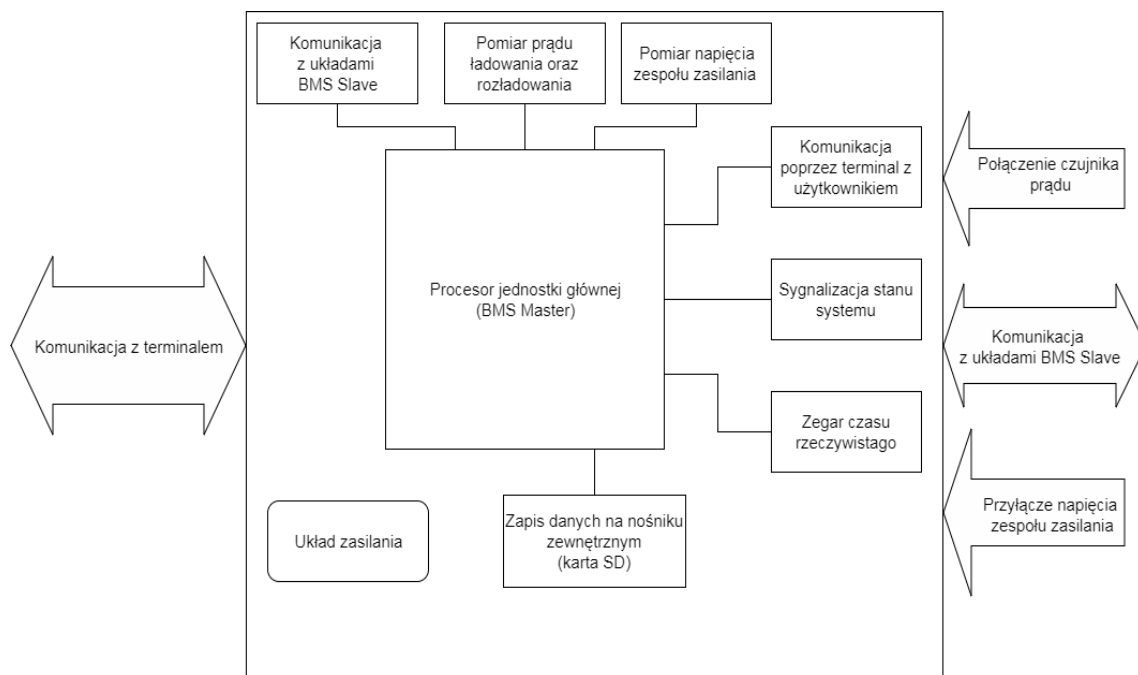 Komunikacja
z układami
BMS Slave
Pomiar prądu
ładowania oraz
rozładowania
Pomiar napięcia
zespołu zasilania
Komunikacja
poprzez terminal z
użytkownikiem
Połączenie czujnika
prądu
Procesor jednostki głównej
(BMS Master)
Sygnalizacja stanu
systemu
Komunikacja z terminalem
Komunikacja
z układami BMS Slave
Zegar czasu
rzeczywistago
Układ zasilania
Zapis danych na nośniku
zewnętrznym
(karta SD)
Przyłącze napięcia
zespołu zasilania